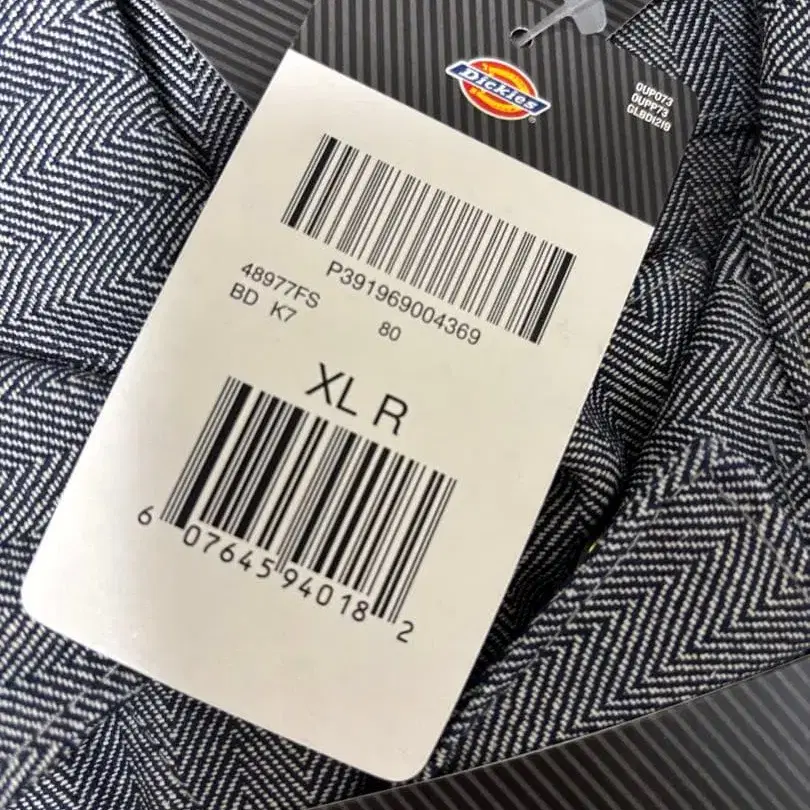 Dickies®
OUP073
OUPP73
GLBD1219
P391969004369
48977FS
BD K7 80
XL R
6 07645 94018 2